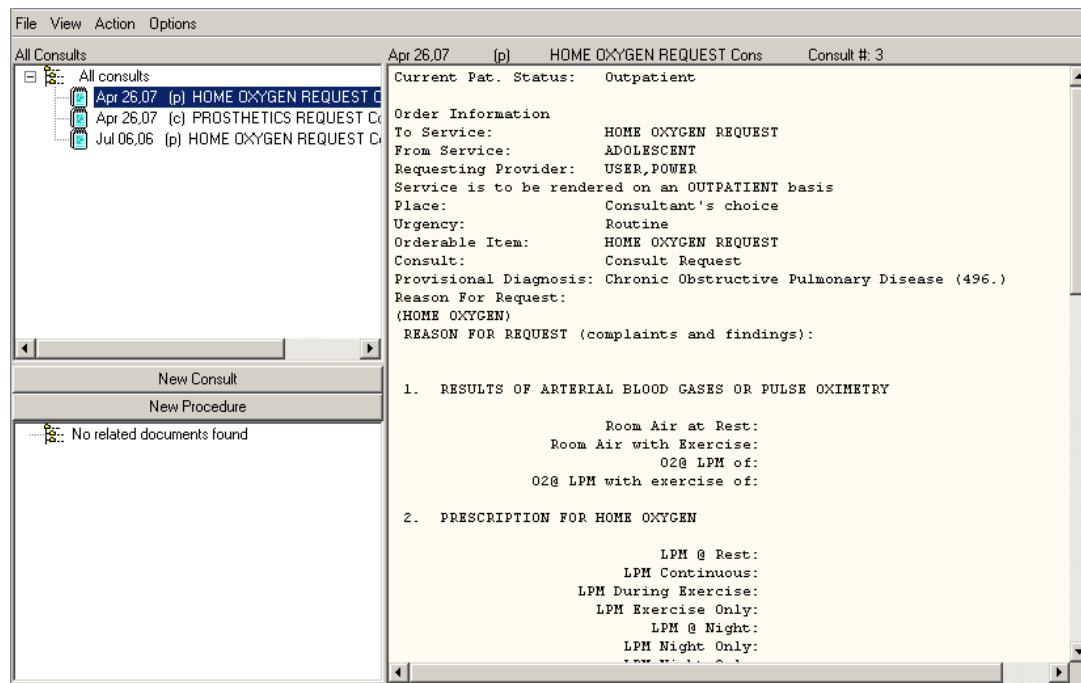 File View Action Options
All Consults
All consults
Apr 26,07 (p) HOME OXYGEN REQUEST C
Apr 26,07 (c) PROSTHETICS REQUEST Co
Jul 06,06 (p) HOME OXYGEN REQUEST Co
New Consult
New Procedure
No related documents found
Apr 26,07 (p) HOME OXYGEN REQUEST Cons Consult #: 3
Current Pat. Status: Outpatient
Order Information
To Service: HOME OXYGEN REQUEST
From Service: ADOLESCENT
Requesting Provider: USER,POWER
Service is to be rendered on an OUTPATIENT basis
Place: Consultant's choice
Urgency: Routine
Orderable Item: HOME OXYGEN REQUEST
Consult: Consult Request
Provisional Diagnosis: Chronic Obstructive Pulmonary Disease (496.)
Reason For Request:
(HOME OXYGEN)
REASON FOR REQUEST (complaints and findings):
1. RESULTS OF ARTERIAL BLOOD GASES OR PULSE OXIMETRY
Room Air at Rest:
Room Air with Exercise:
O2@ LPM of:
O2@ LPM with exercise of:
2. PRESCRIPTION FOR HOME OXYGEN
LPM @ Rest:
LPM Continuous:
LPM During Exercise:
LPM Exercise Only:
LPM @ Night:
LPM Night Only: